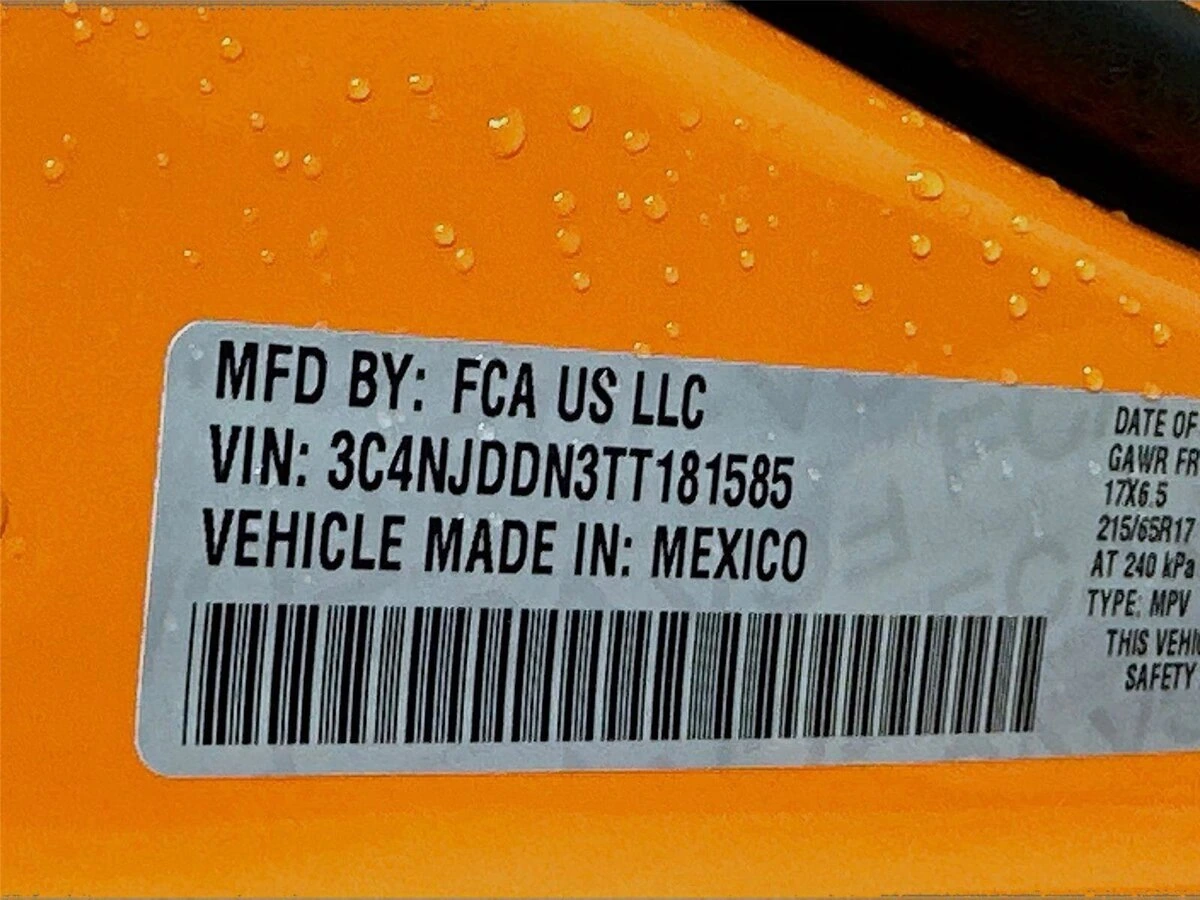 MFD BY: FCA US LLC
VIN: 3C4NJDDN3TT181585
VEHICLE MADE IN: MEXICO
DATE OF
GAWR FR
17X6.5
215/65R17
AT 240 kPa
TYPE: MPV
THIS VEHIC
SAFETY